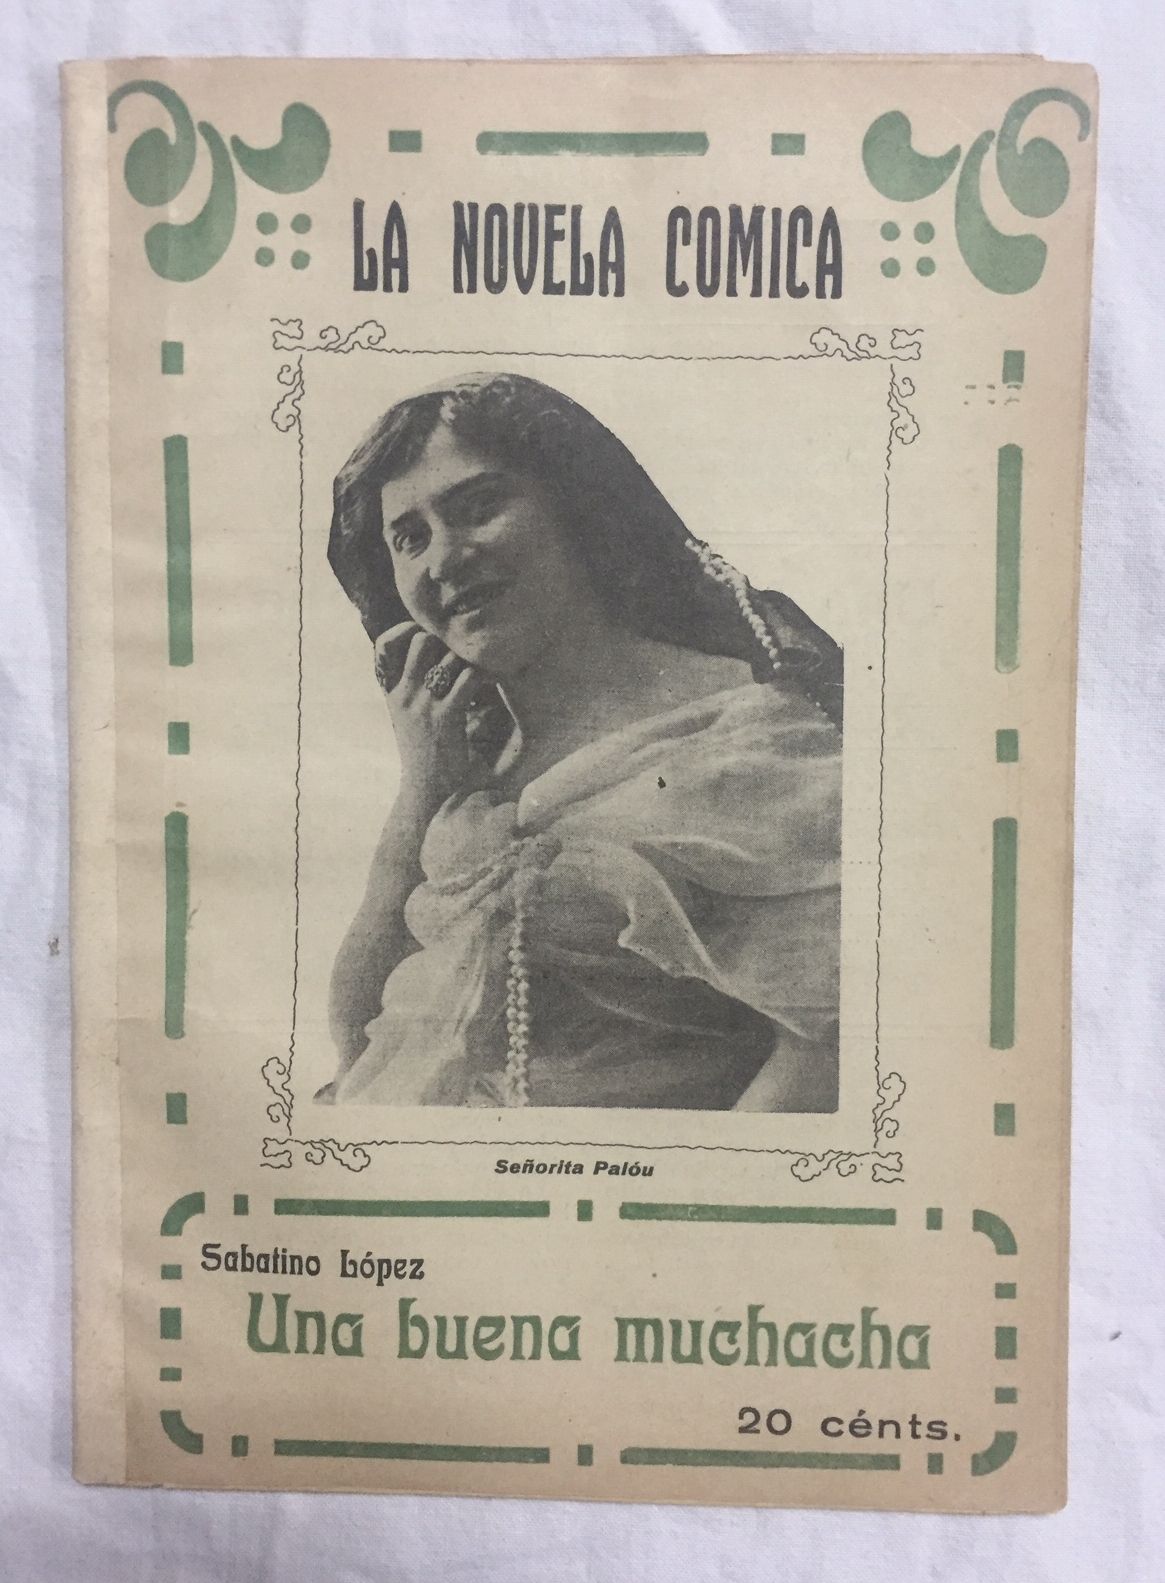 LA NOVELA COMICA
Señorita Palóu
Sabatino López
Una buena muchacha
20 cénts.